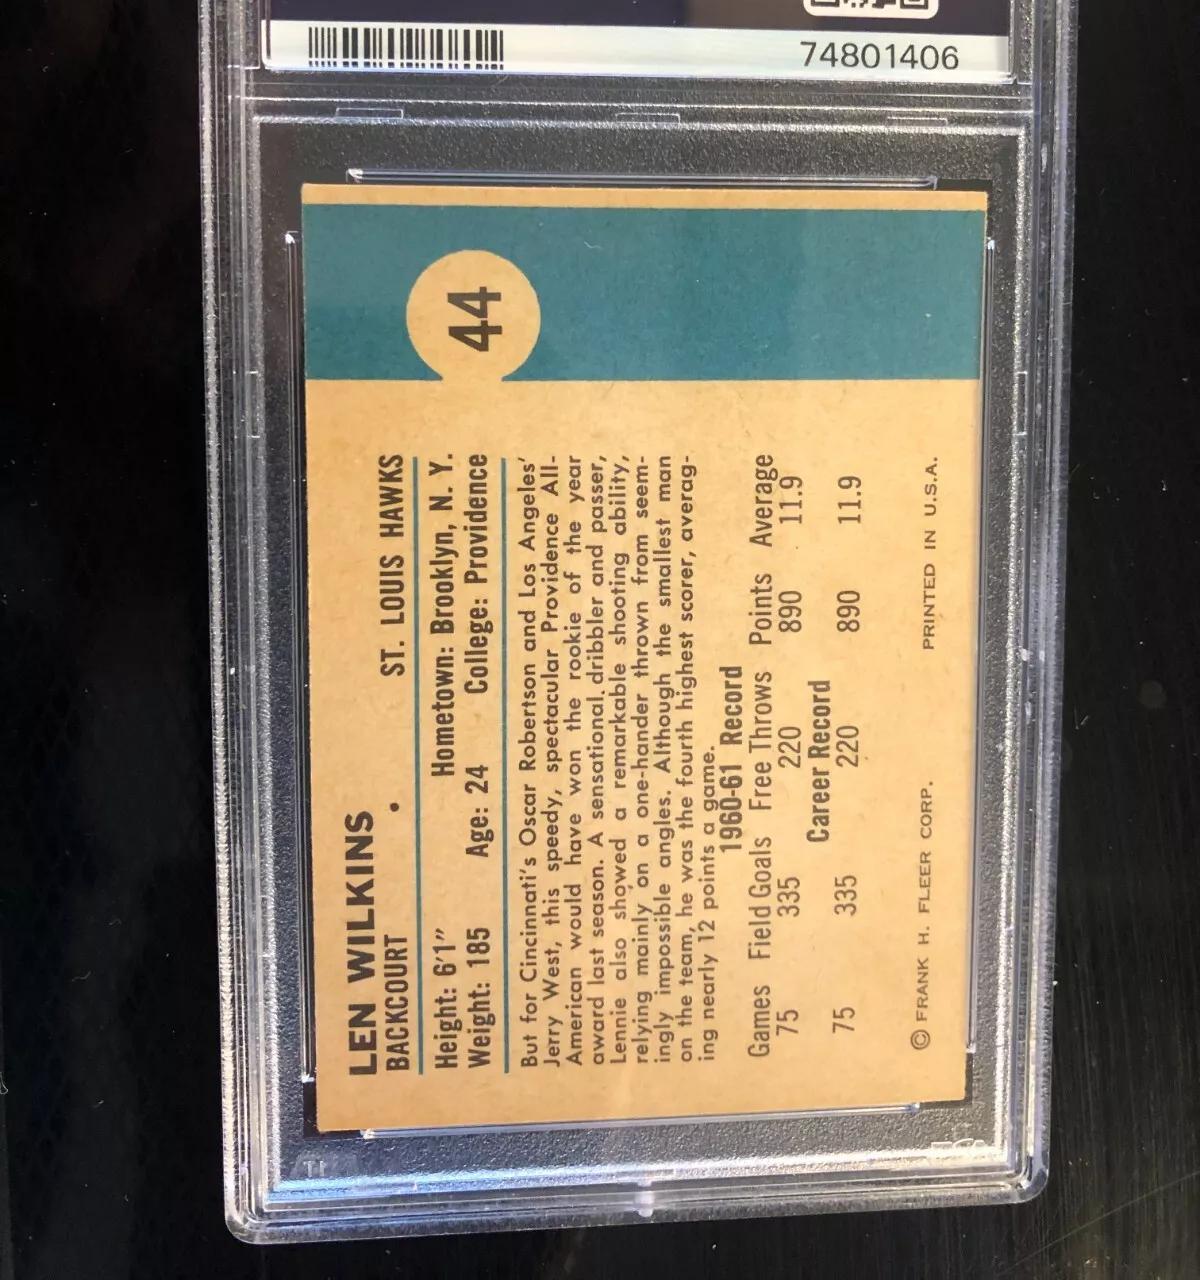 74801406
44
LEN WILKINS
BACKCOURT . ST. LOUIS HAWKS
Height: 6'1" Hometown: Brooklyn, N. Y.
Weight: 185 Age: 24 College: Providence
But for Cincinnati's Oscar Robertson and Los Angeles'
Jerry West, this speedy, spectacular Providence All-
American would have won the rookie of the year
award last season. A sensational dribbler and passer,
Lennie also showed a remarkable shooting ability,
relying mainly on a one-hander thrown from seem-
ingly impossible angles. Although the smallest man
on the team, he was the fourth highest scorer, averag-
ing nearly 12 points a game.
1960-61 Record
Games Field Goals Free Throws Points Average
75 335 220 890 11.9
Career Record
75 335 220 890 11.9
© FRANK H. FLEER CORP. PRINTED IN U.S.A.